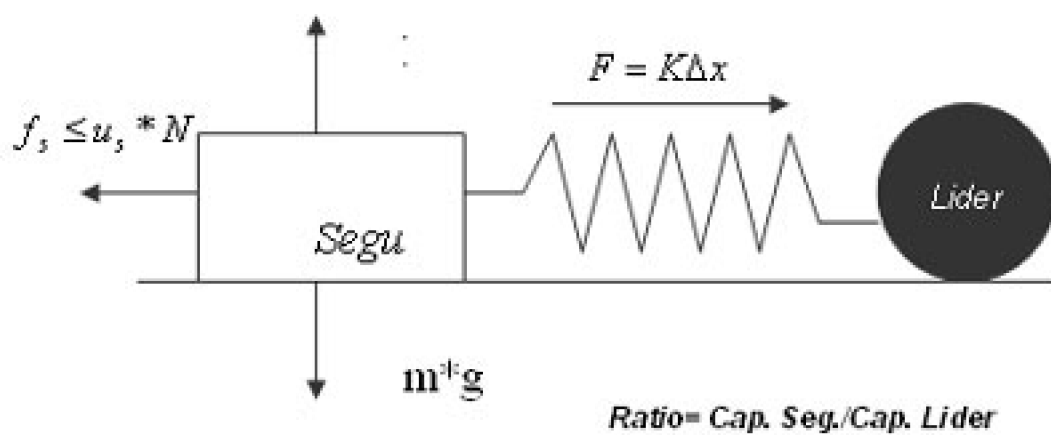 F = KΔx
f_s ≤ u_s * N
Lider
Segu
m*g
Ratio= Cap. Seg./Cap. Lider